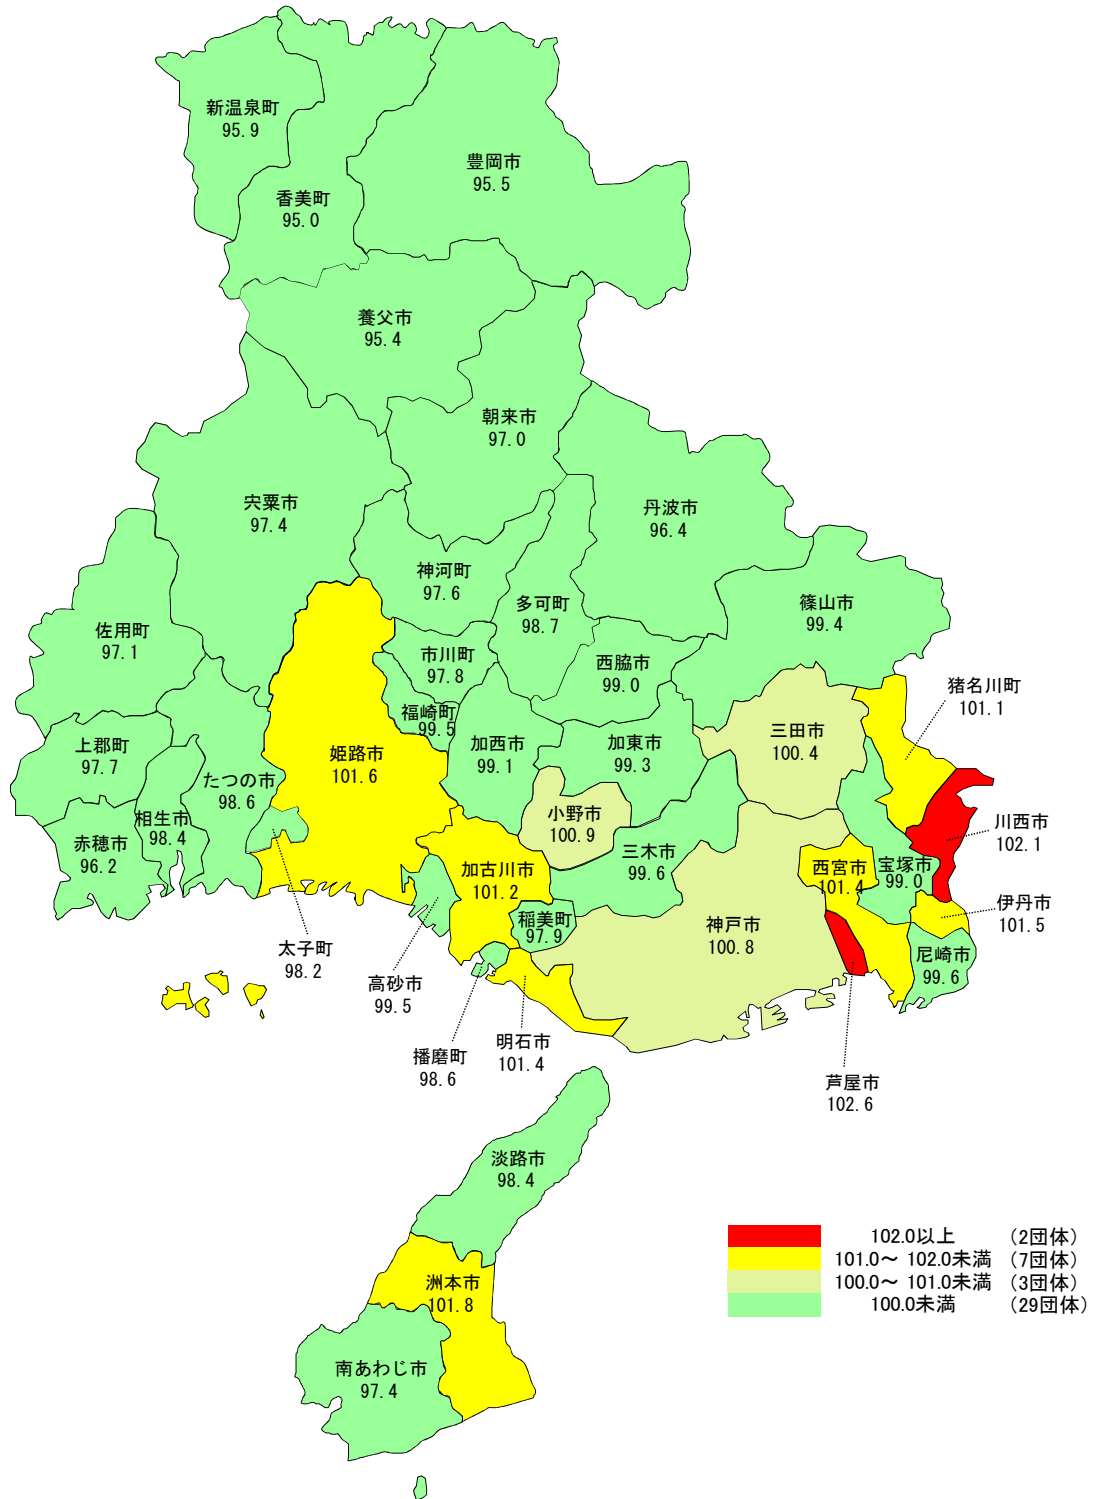 新温泉町
95.9
豊岡市
95.5
香美町
95.0
養父市
95.4
朝来市
97.0
宍粟市
97.4
丹波市
96.4
神河町
97.6
多可町
98.7
篠山市
99.4
佐用町
97.1
市川町
97.8
西脇市
99.0
猪名川町
101.1
福崎町
99.5
三田市
100.4
上郡町
97.7
姫路市
101.6
加西市
99.1
加東市
99.3
たつの市
98.6
相生市
98.4
小野市
100.9
川西市
102.1
赤穂市
96.2
三木市
99.6
加古川市
101.2
西宮市
101.4
宝塚市
99.0
伊丹市
101.5
稲美町
97.9
神戸市
100.8
尼崎市
99.6
太子町
98.2
高砂市
99.5
播磨町
98.6
明石市
101.4
芦屋市
102.6
淡路市
98.4
洲本市
101.8
南あわじ市
97.4
102.0以上 （2団体）
101.0～ 102.0未満 （7団体）
100.0～ 101.0未満 （3団体）
100.0未満 （29団体）